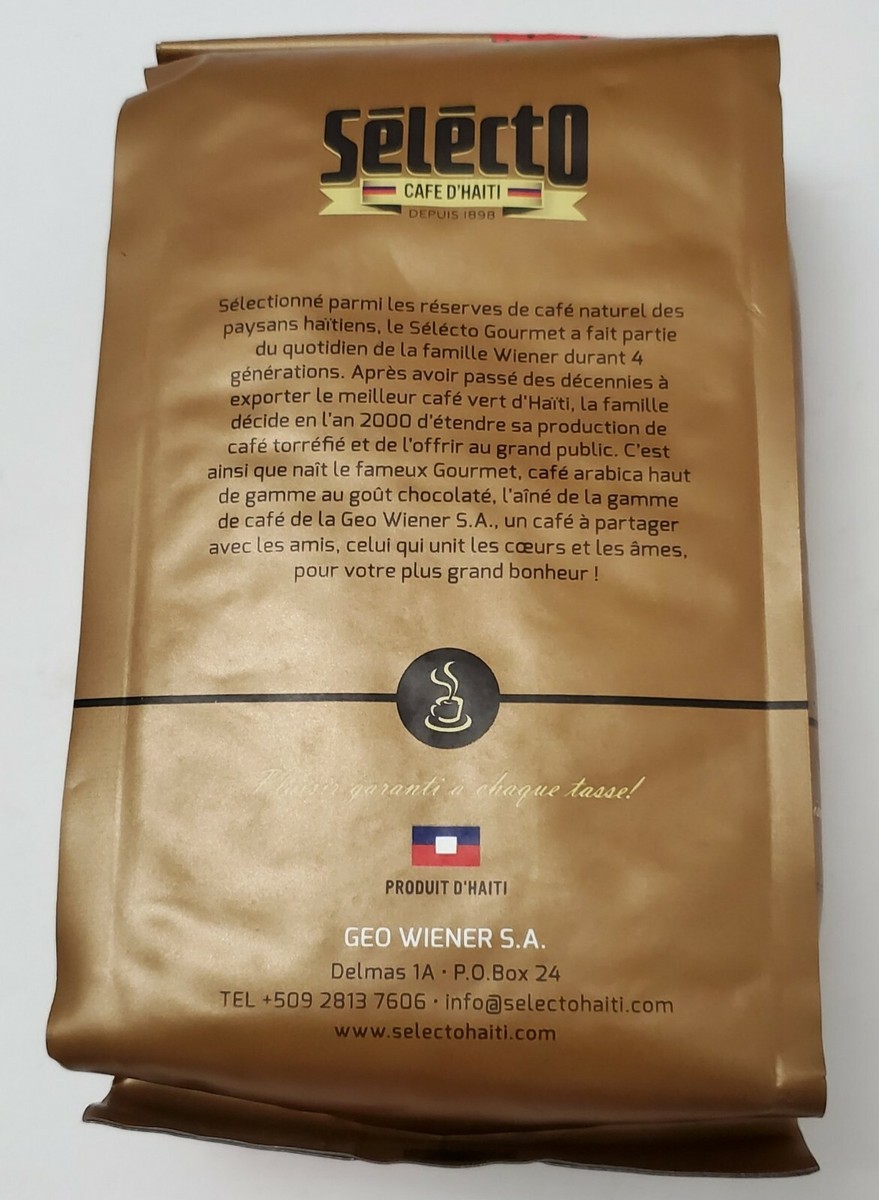 Sēlēcto
CAFE D'HAITI
DEPUIS 1898
Sélectionné parmi les réserves de café naturel des
paysans haïtiens, le Sélécto Gourmet a fait partie
du quotidien de la famille Wiener durant 4
générations. Après avoir passé des décennies à
exporter le meilleur café vert d'Haïti, la famille
décide en l'an 2000 d'étendre sa production de
café torréfié et de l'offrir au grand public. C'est
ainsi que naît le fameux Gourmet, café arabica haut
de gamme au goût chocolaté, l'aîné de la gamme
de café de la Geo Wiener S.A., un café à partager
avec les amis, celui qui unit les cœurs et les âmes,
pour votre plus grand bonheur !
Plaisir garanti à chaque tasse!
PRODUIT D'HAITI
GEO WIENER S.A.
Delmas 1A · P.O.Box 24
TEL +509 2813 7606 · info@selectohaiti.com
www.selectohaiti.com